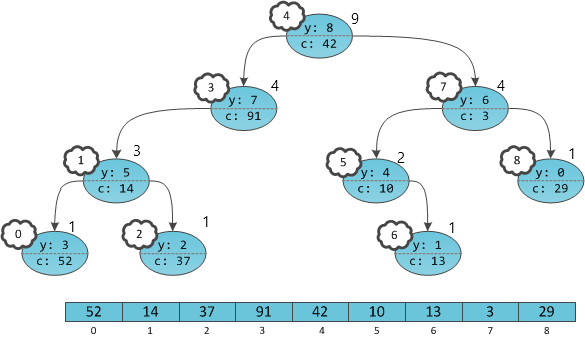 4
y: 8
c: 42
9
3
y: 7
c: 91
4
7
y: 6
c: 3
4
1
y: 5
c: 14
3
5
y: 4
c: 10
2
8
y: 0
c: 29
1
0
y: 3
c: 52
1
2
y: 2
c: 37
1
6
y: 1
c: 13
1
52 14 37 91 42 10 13 3 29
0 1 2 3 4 5 6 7 8